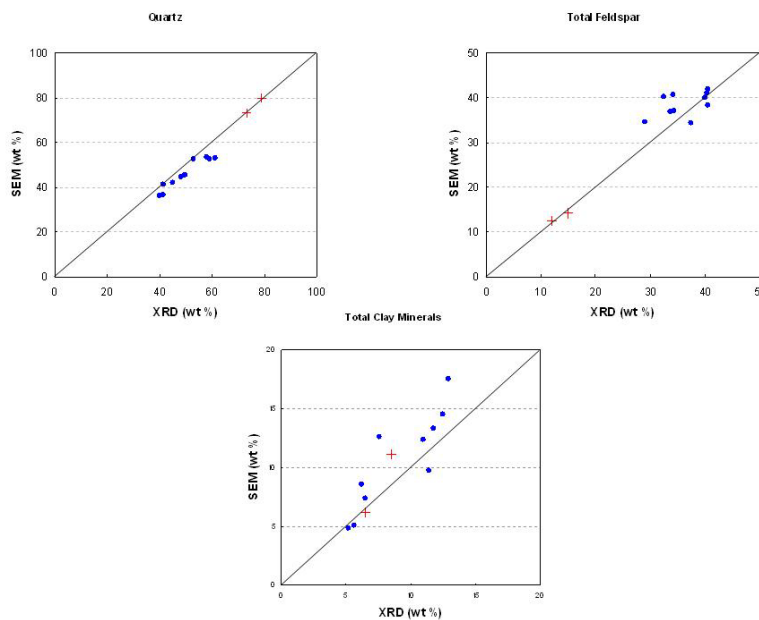 Quartz
100
80
60
40
20
0
SEM (wt %)
0 20 40 60 80 100
XRD (wt %)
Total Feldspar
50
40
30
20
10
0
SEM (wt %)
0 10 20 30 40
XRD (wt %)
Total Clay Minerals
20
15
10
5
0
SEM (wt %)
0 5 10 15 20
XRD (wt %)